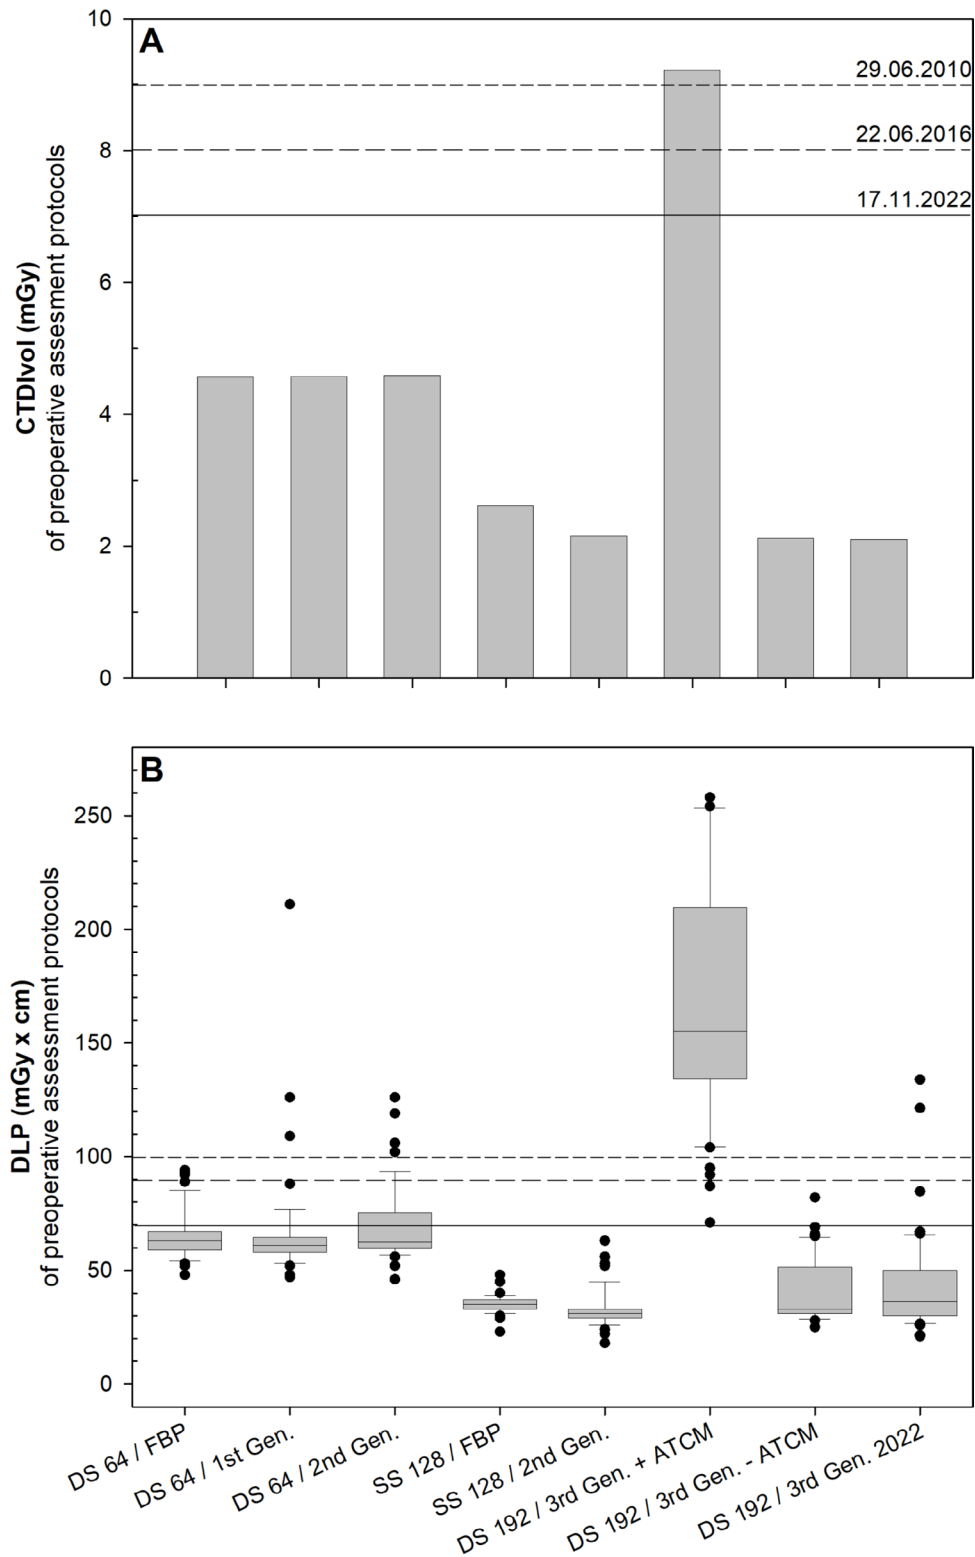 A
10
8
6
4
2
0
29.06.2010
22.06.2016
17.11.2022
CTDIvol (mGy)
of preoperative assesment protocols
B
250
200
150
100
50
0
DLP (mGy x cm)
of preoperative assessment protocols
DS 64 / FBP
DS 64 / 1st Gen.
DS 64 / 2nd Gen.
SS 128 / FBP
SS 128 / 2nd Gen.
DS 192 / 3rd Gen. + ATCM
DS 192 / 3rd Gen. - ATCM
DS 192 / 3rd Gen. 2022